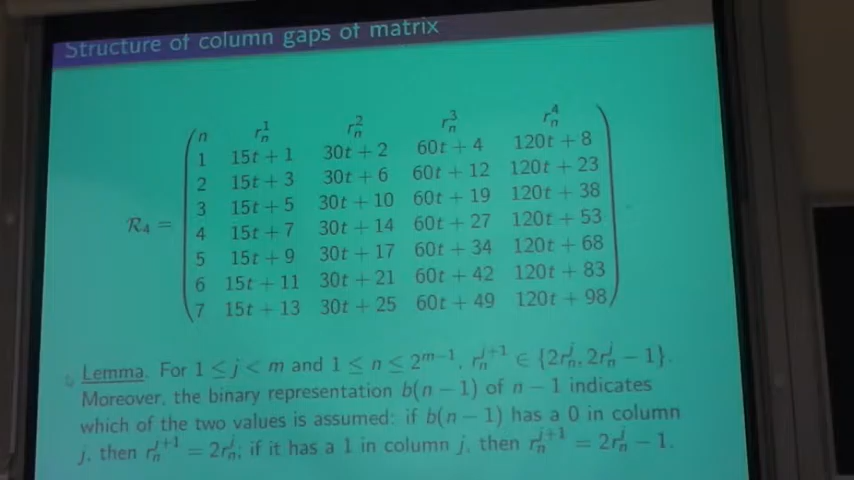 Structure of column gaps of matrix
n r_n^1 r_n^2 r_n^3 r_n^4
1 15t + 1 30t + 2 60t + 4 120t + 8
2 15t + 3 30t + 6 60t + 12 120t + 23
3 15t + 5 30t + 10 60t + 19 120t + 38
R₄ = 4 15t + 7 30t + 14 60t + 27 120t + 53
5 15t + 9 30t + 17 60t + 34 120t + 68
6 15t + 11 30t + 21 60t + 42 120t + 83
7 15t + 13 30t + 25 60t + 49 120t + 98
Lemma. For 1 ≤ j < m and 1 ≤ n ≤ 2^{m−1}, r_n^{j+1} ∈ {2r_n^j, 2r_n^j − 1}.
Moreover, the binary representation b(n − 1) of n − 1 indicates
which of the two values is assumed: if b(n − 1) has a 0 in column
j, then r_n^{j+1} = 2r_n^j; if it has a 1 in column j, then r_n^{j+1} = 2r_n^j − 1.